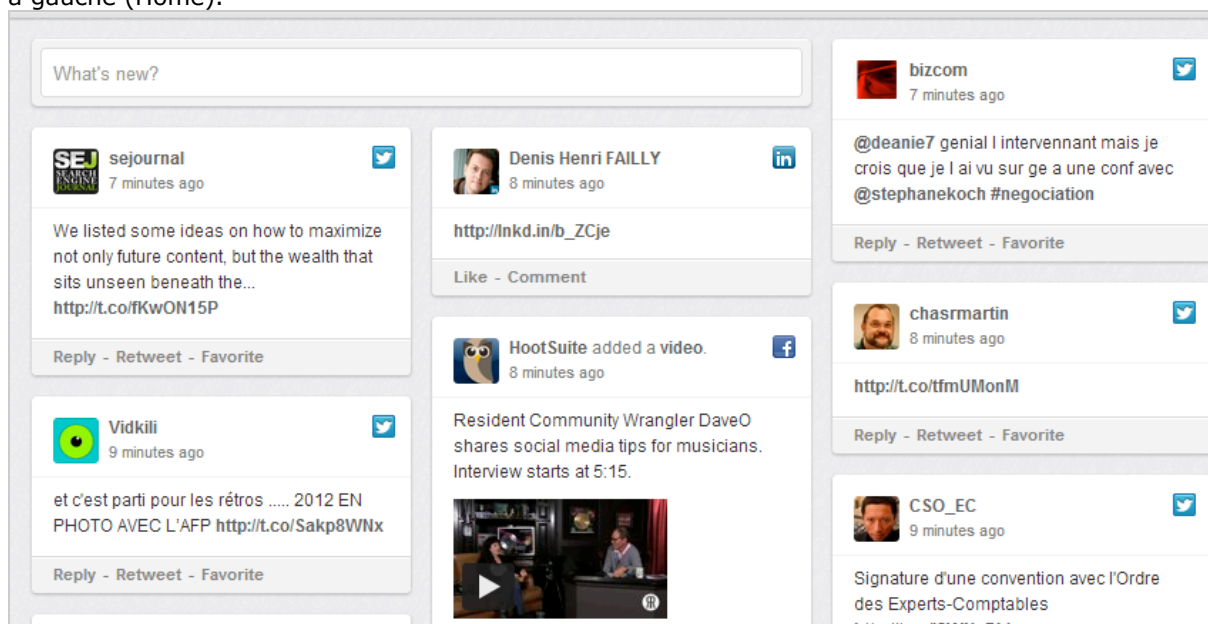 à gauche (Home).
What's new?
SEJ sejournal
SEARCH ENGINE JOURNAL
7 minutes ago
We listed some ideas on how to maximize
not only future content, but the wealth that
sits unseen beneath the...
http://t.co/fKwON15P
Reply - Retweet - Favorite
Vidkili
9 minutes ago
et c'est parti pour les rétros ..... 2012 EN
PHOTO AVEC L'AFP http://t.co/Sakp8WNx
Reply - Retweet - Favorite
Denis Henri FAILLY
in
8 minutes ago
http://lnkd.in/b_ZCje
Like - Comment
HootSuite added a video.
f
8 minutes ago
Resident Community Wrangler DaveO
shares social media tips for musicians.
Interview starts at 5:15.
bizcom
7 minutes ago
@deanie7 genial l intervennant mais je
crois que je l ai vu sur ge a une conf avec
@stephanekoch #negociation
Reply - Retweet - Favorite
chasrmartin
8 minutes ago
http://t.co/tfmUMonM
Reply - Retweet - Favorite
CSO_EC
9 minutes ago
Signature d'une convention avec l'Ordre
des Experts-Comptables